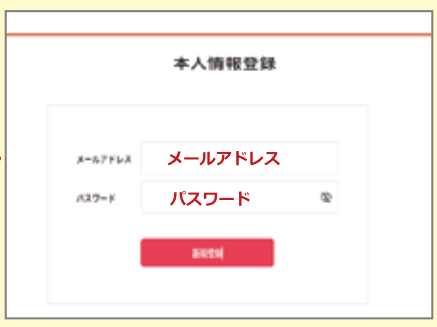 本人情報登録
メールアドレス メールアドレス
パスワード パスワード
新規登録